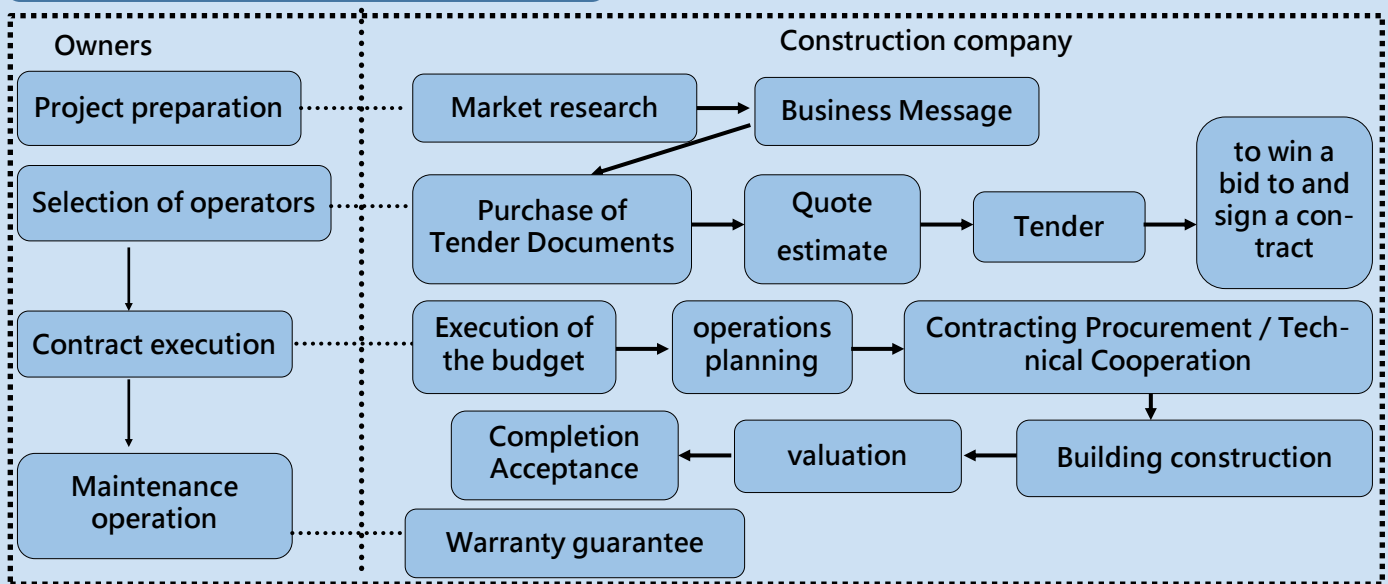 Owners
Construction company
Project preparation
Market research
Business Message
to win a
bid to and
sign a con-
tract
Selection of operators
Purchase of
Tender Documents
Quote
estimate
Tender
Contract execution
Execution of
the budget
operations
planning
Contracting Procurement / Tech-
nical Cooperation
Completion
Acceptance
valuation
Building construction
Maintenance
operation
Warranty guarantee